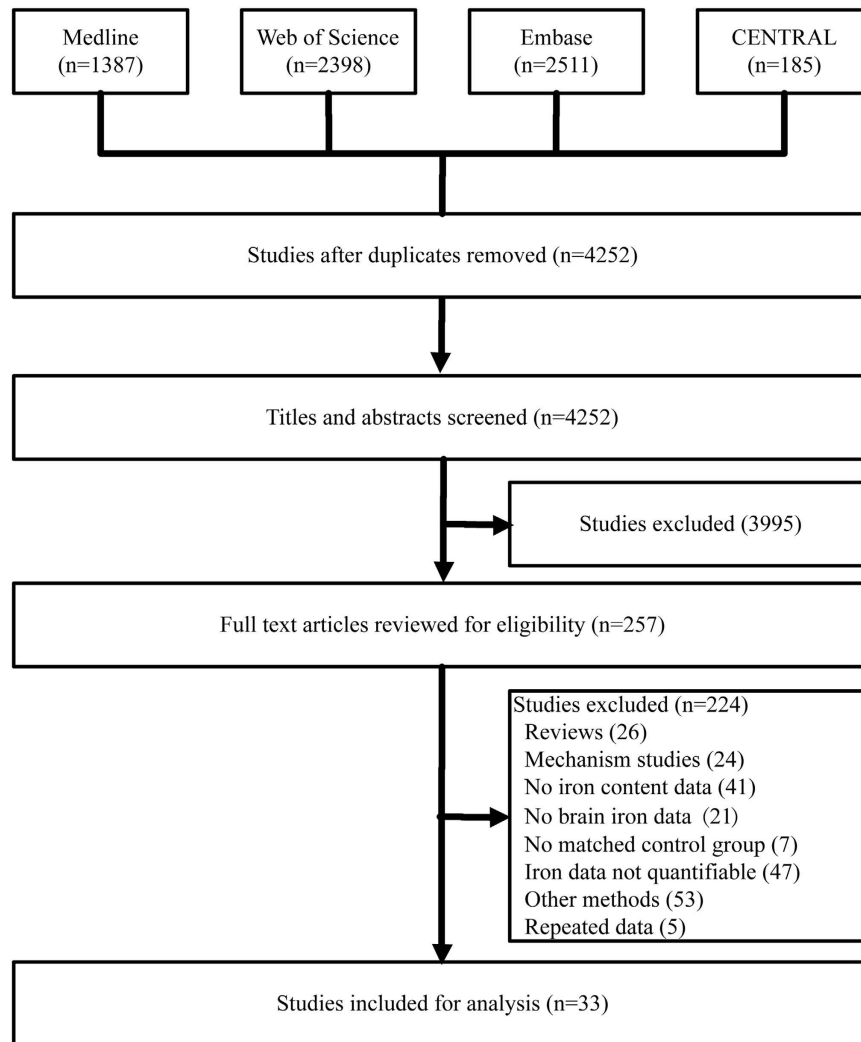 Medline
(n=1387)
Web of Science
(n=2398)
Embase
(n=2511)
CENTRAL
(n=185)
Studies after duplicates removed (n=4252)
Titles and abstracts screened (n=4252)
Studies excluded (3995)
Full text articles reviewed for eligibility (n=257)
Studies excluded (n=224)
Reviews (26)
Mechanism studies (24)
No iron content data (41)
No brain iron data (21)
No matched control group (7)
Iron data not quantifiable (47)
Other methods (53)
Repeated data (5)
Studies included for analysis (n=33)